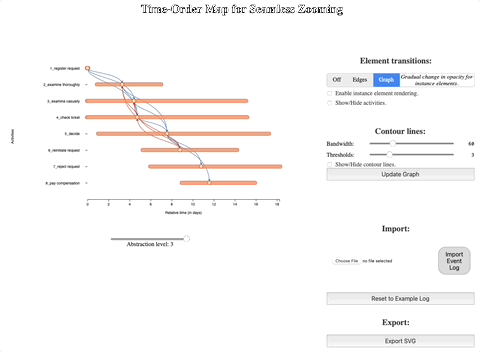 Time-Order Map for Seamless Zooming
Activities
1_register request
2_examine thoroughly
3_examine casually
4_check ticket
5_decide
6_reinitiate request
7_reject request
8_pay compensation
0 2 4 6 8 10 12 14 16 18
Relative time (in days)
Abstraction level: 3
Element transitions:
Off Edges Graph Gradual change in opacity for
instance elements.
Enable instance element rendering.
Show/Hide activities.
Contour lines:
Bandwidth: 60
Thresholds: 3
Show/Hide contour lines.
Update Graph
Import:
Choose File no file selected
Import
Event
Log
Reset to Example Log
Export:
Export SVG